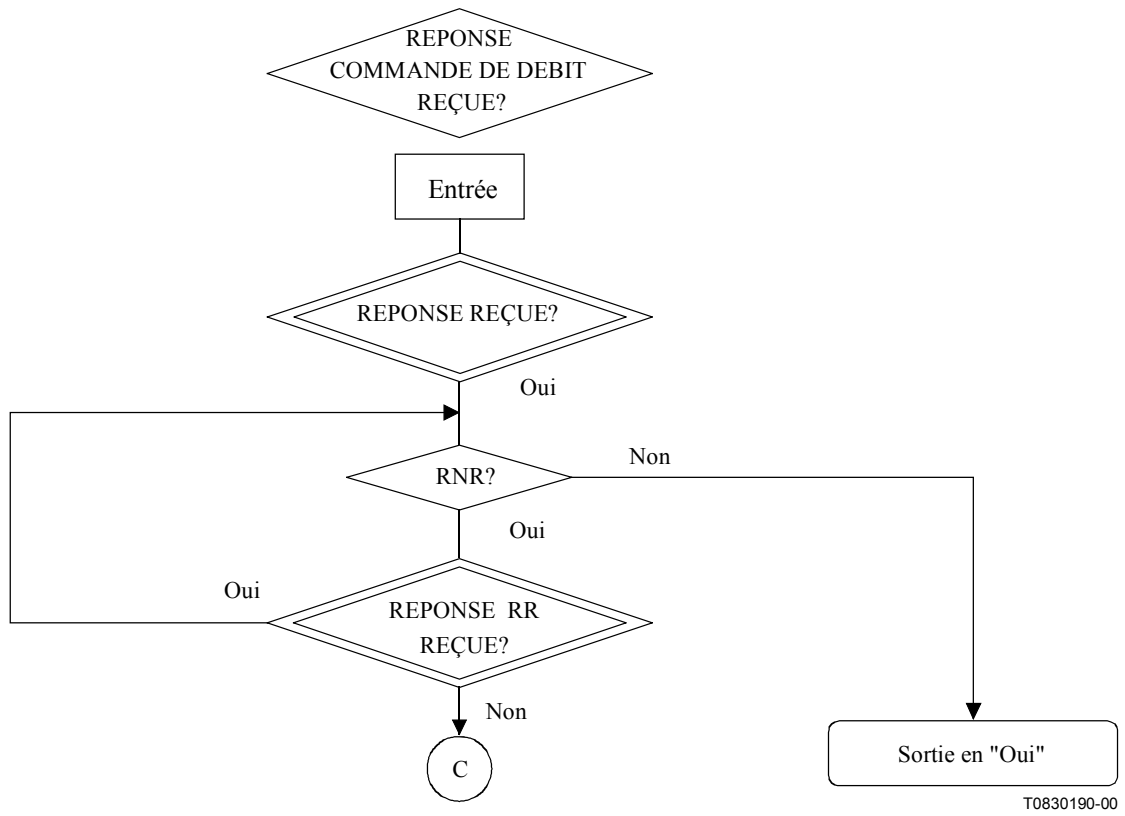 REPONSE
COMMANDE DE DEBIT
REÇUE?
Entrée
REPONSE REÇUE?
Oui
RNR?
Non
Oui
Oui
REPONSE RR
REÇUE?
Non
C
Sortie en "Oui"
T0830190-00